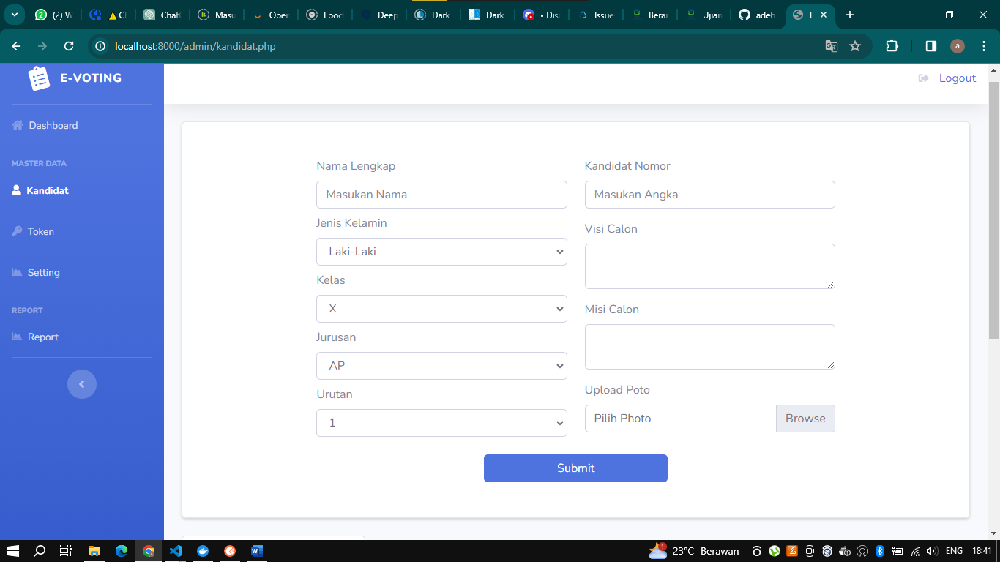 (2) W
Cl
Chat
Masu
Oper
Epoc
Deep
Dark
Dark
• Disc
Issue
Berar
Ujian
adeh
localhost:8000/admin/kandidat.php
a
E-VOTING
Logout
Dashboard
MASTER DATA
Kandidat
Token
Setting
REPORT
Report
Nama Lengkap
Masukan Nama
Jenis Kelamin
Laki-Laki
Kelas
X
Jurusan
AP
Urutan
1
Kandidat Nomor
Masukan Angka
Visi Calon
Misi Calon
Upload Poto
Pilih Photo Browse
Submit
1
23°C Berawan
ENG
18:41